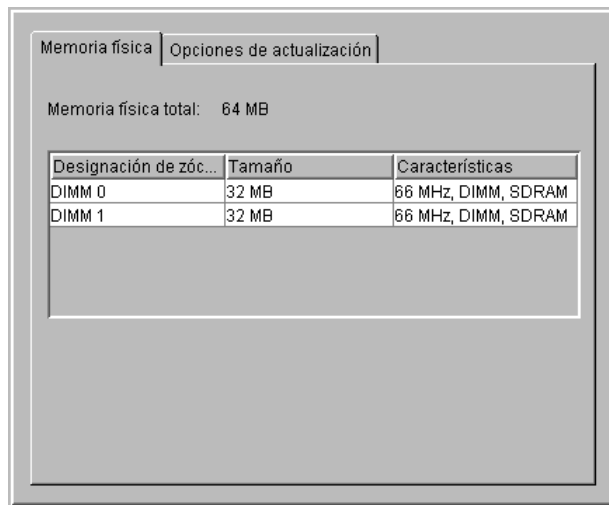 Memoria física Opciones de actualización
Memoria física total: 64 MB
Designación de zóc... Tamaño Características
DIMM 0 32 MB 66 MHz, DIMM, SDRAM
DIMM 1 32 MB 66 MHz, DIMM, SDRAM